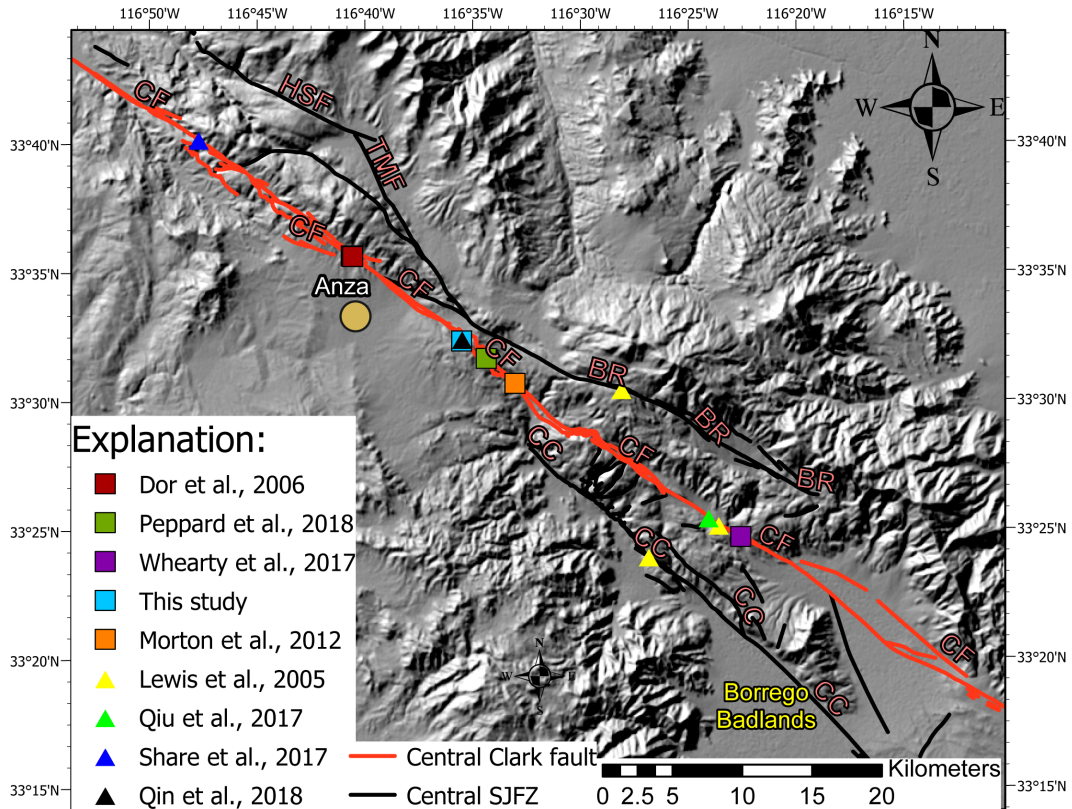 116°50'W 116°45'W 116°40'W 116°35'W 116°30'W 116°25'W 116°20'W 116°15'W
N
W E
S
33°40'N 33°40'N
33°35'N 33°35'N
33°30'N 33°30'N
33°25'N 33°25'N
33°20'N 33°20'N
33°15'N 33°15'N
CF
HSF
TMF
CF
Anza
CF
CF
BR
BR
BR
CC
CF
CC
CF
CC
CF
CC
Borrego
Badlands
N
W E
S
Explanation:
Dor et al., 2006
Peppard et al., 2018
Whearty et al., 2017
This study
Morton et al., 2012
Lewis et al., 2005
Qiu et al., 2017
Share et al., 2017
Qin et al., 2018
Central Clark fault
Central SJFZ
Kilometers
0 2.5 5 10 15 20